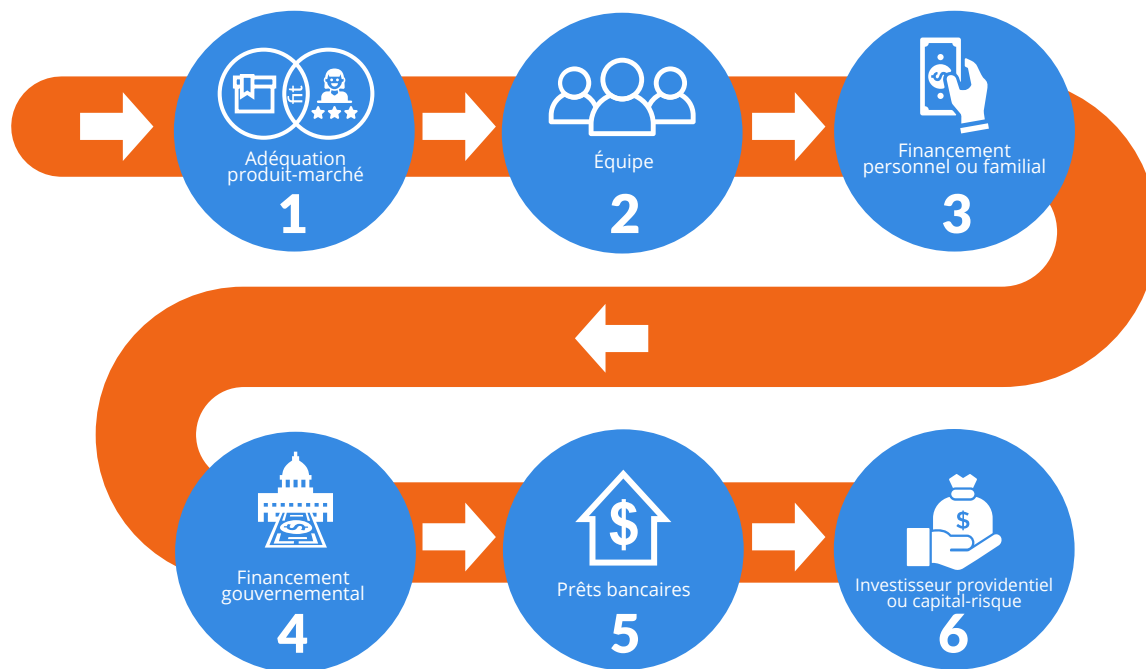 fit
Adéquation
produit-marché
1
Équipe
2
$
Financement
personnel ou familial
3
$
Financement
gouvernemental
4
$
Prêts bancaires
5
$
Investisseur providentiel
ou capital-risque
6